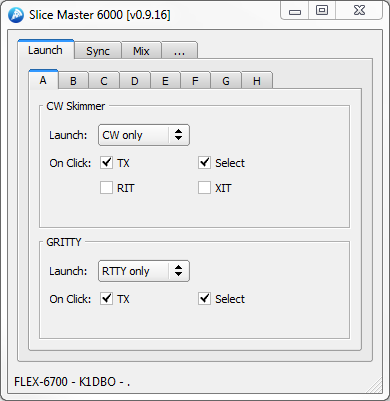 Slice Master 6000 [v0.9.16]
Launch Sync Mix ...
A B C D E F G H
CW Skimmer
Launch: CW only
On Click: TX Select
RIT XIT
GRITTY
Launch: RTTY only
On Click: TX Select
FLEX-6700 - K1DBO - .